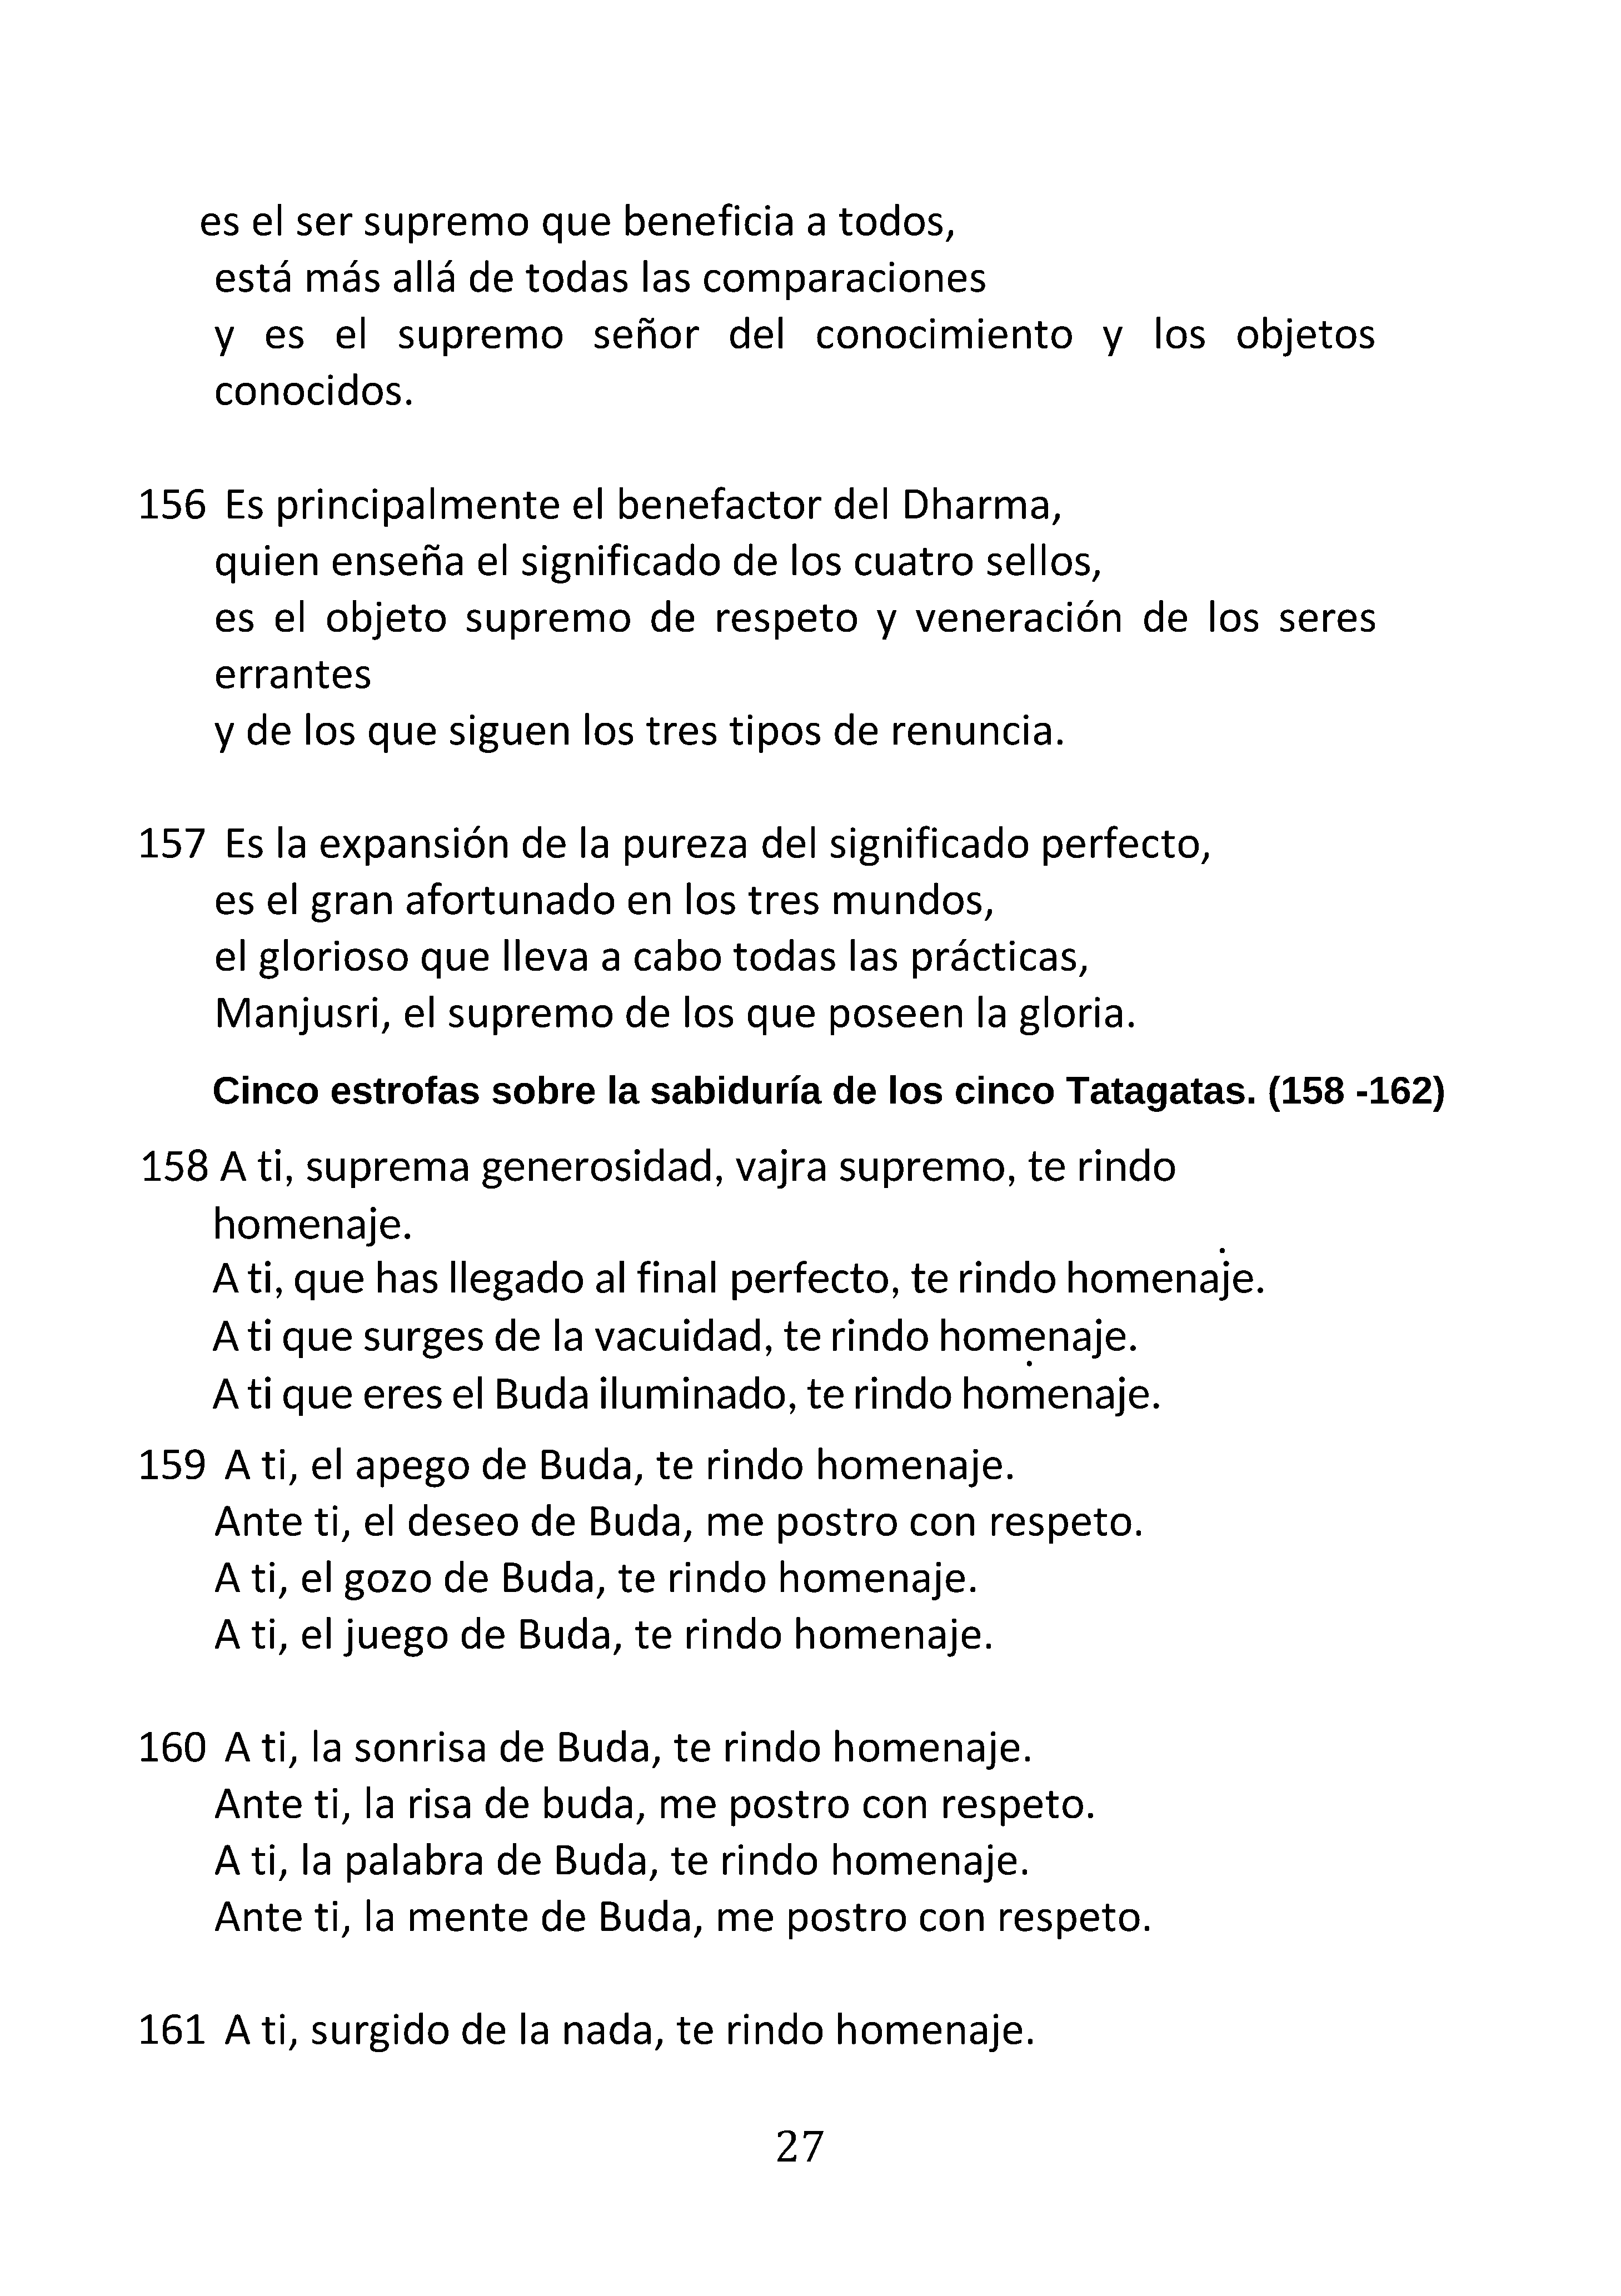 es el ser supremo que beneficia a todos,
está más allá de todas las comparaciones
y es el supremo señor del conocimiento y los objetos
conocidos.
156 Es principalmente el benefactor del Dharma,
quien enseña el significado de los cuatro sellos,
es el objeto supremo de respeto y veneración de los seres
errantes
y de los que siguen los tres tipos de renuncia.
157 Es la expansión de la pureza del significado perfecto,
es el gran afortunado en los tres mundos,
el glorioso que lleva a cabo todas las prácticas,
Manjusri, el supremo de los que poseen la gloria.
Cinco estrofas sobre la sabiduría de los cinco Tatagatas. (158 -162)
158 A ti, suprema generosidad, vajra supremo, te rindo
homenaje.
A ti, que has llegado al final perfecto, te rindo homenaje.
A ti que surges de la vacuidad, te rindo homenaje.
A ti que eres el Buda iluminado, te rindo homenaje.
159 A ti, el apego de Buda, te rindo homenaje.
Ante ti, el deseo de Buda, me postro con respeto.
A ti, el gozo de Buda, te rindo homenaje.
A ti, el juego de Buda, te rindo homenaje.
160 A ti, la sonrisa de Buda, te rindo homenaje.
Ante ti, la risa de buda, me postro con respeto.
A ti, la palabra de Buda, te rindo homenaje.
Ante ti, la mente de Buda, me postro con respeto.
161 A ti, surgido de la nada, te rindo homenaje.
27